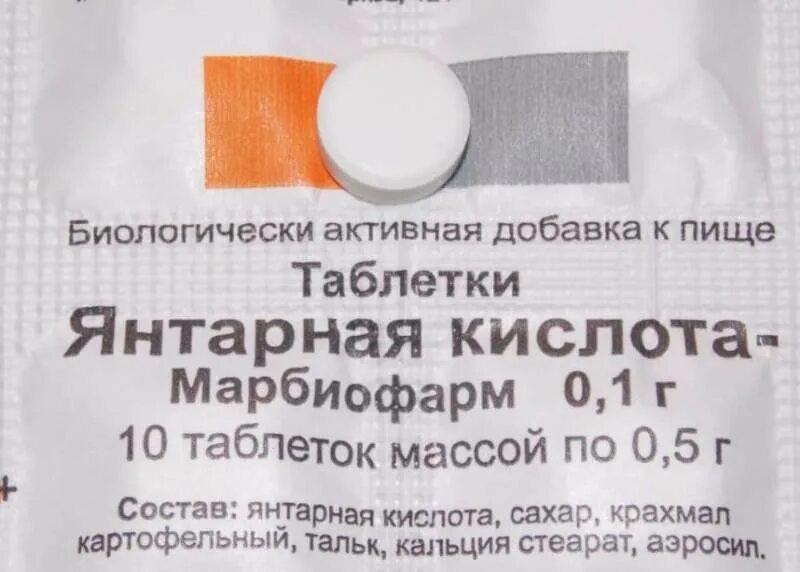 Биологически активная добавка к пище
Таблетки
Янтарная кислота-
Марбиофарм 0,1 г
10 таблеток массой по 0,5 г
Состав: янтарная кислота, сахар, крахмал
картофельный, тальк, кальция стеарат, аэросил.